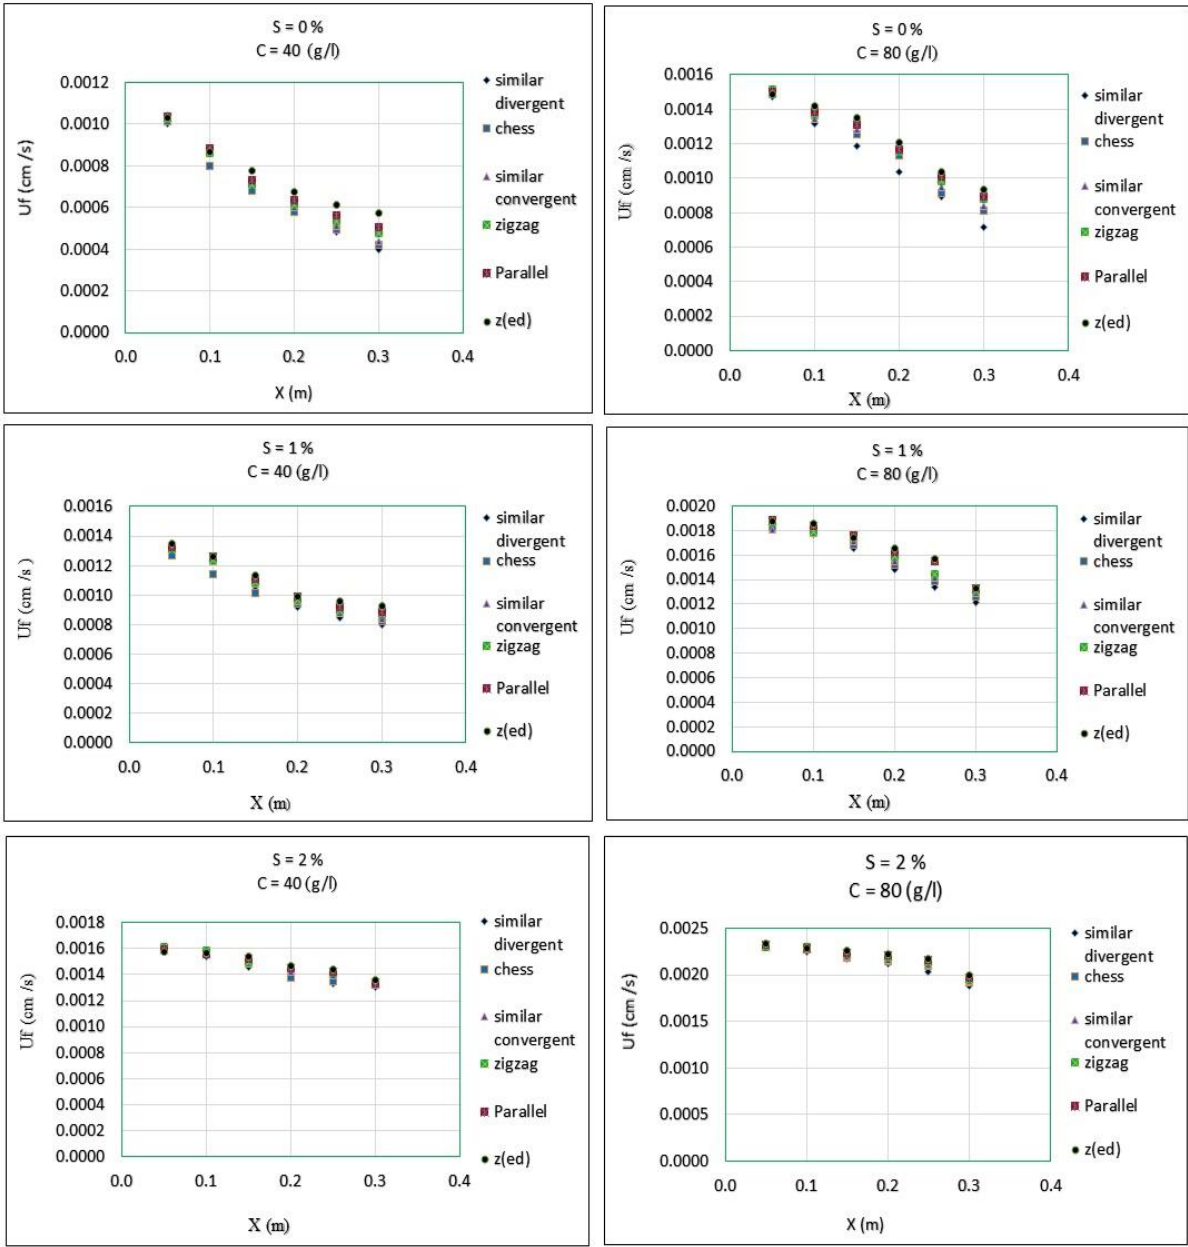 S = 0 %
C = 40 (g/l)
Uf (cm /s)
0.0012
0.0010
0.0008
0.0006
0.0004
0.0002
0.0000
0.0
0.1
0.2
0.3
0.4
X (m)
similar
divergent
chess
similar
convergent
zigzag
Parallel
z(ed)
S = 0 %
C = 80 (g/l)
Uf (cm /s)
0.0016
0.0014
0.0012
0.0010
0.0008
0.0006
0.0004
0.0002
0.0000
0.0
0.1
0.2
0.3
0.4
X (m)
similar
divergent
chess
similar
convergent
zigzag
Parallel
z(ed)
S = 1 %
C = 40 (g/l)
Uf (cm /s )
0.0016
0.0014
0.0012
0.0010
0.0008
0.0006
0.0004
0.0002
0.0000
0.0
0.1
0.2
0.3
0.4
X (m)
similar
divergent
chess
similar
convergent
zigzag
Parallel
z(ed)
S = 1 %
C = 80 (g/l)
Uf (cm /s)
0.0020
0.0018
0.0016
0.0014
0.0012
0.0010
0.0008
0.0006
0.0004
0.0002
0.0000
0.0
0.1
0.2
0.3
0.4
X (m)
similar
divergent
chess
similar
convergent
zigzag
Parallel
z(ed)
S = 2 %
C = 40 (g/l)
Uf (cm /s)
0.0018
0.0016
0.0014
0.0012
0.0010
0.0008
0.0006
0.0004
0.0002
0.0000
0.0
0.1
0.2
0.3
0.4
X (m)
similar
divergent
chess
similar
convergent
zigzag
Parallel
z(ed)
S = 2 %
C = 80 (g/l)
Uf (cm /s)
0.0025
0.0020
0.0015
0.0010
0.0005
0.0000
0.0
0.1
0.2
0.3
0.4
X (m)
similar
divergent
chess
similar
convergent
zigzag
Parallel
z(ed)